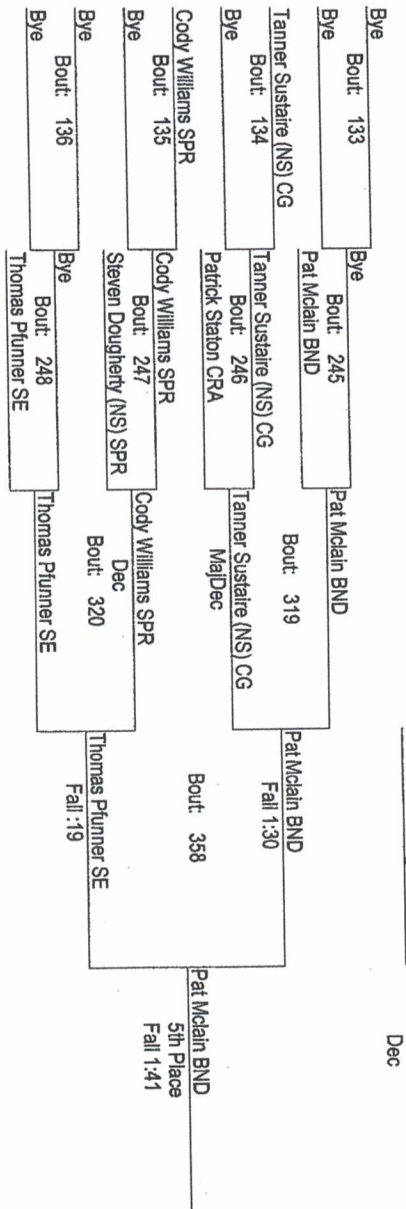 Dec
Bye
Bout: 133
Bye
Tanner Sustaire (NS) CG
Bout: 134
Bye
Cody Williams SPR
Bout: 135
Bye
Bye
Bout: 136
Bye
Bye
Bout: 245
Pat Mclain BND
Tanner Sustaire (NS) CG
Bout: 246
Patrick Staton CRA
Cody Williams SPR
Bout: 247
Steven Dougherty (NS) SPR
Bye
Bout: 248
Thomas Pfunner SE
Pat Mclain BND
Bout: 319
Tanner Sustaire (NS) CG
MajDec
Cody Williams SPR
Dec
Bout: 320
Thomas Pfunner SE
Pat Mclain BND
Fall 1:30
Bout: 358
Thomas Pfunner SE
Fall :19
Pat Mclain BND
5th Place
Fall 1:41